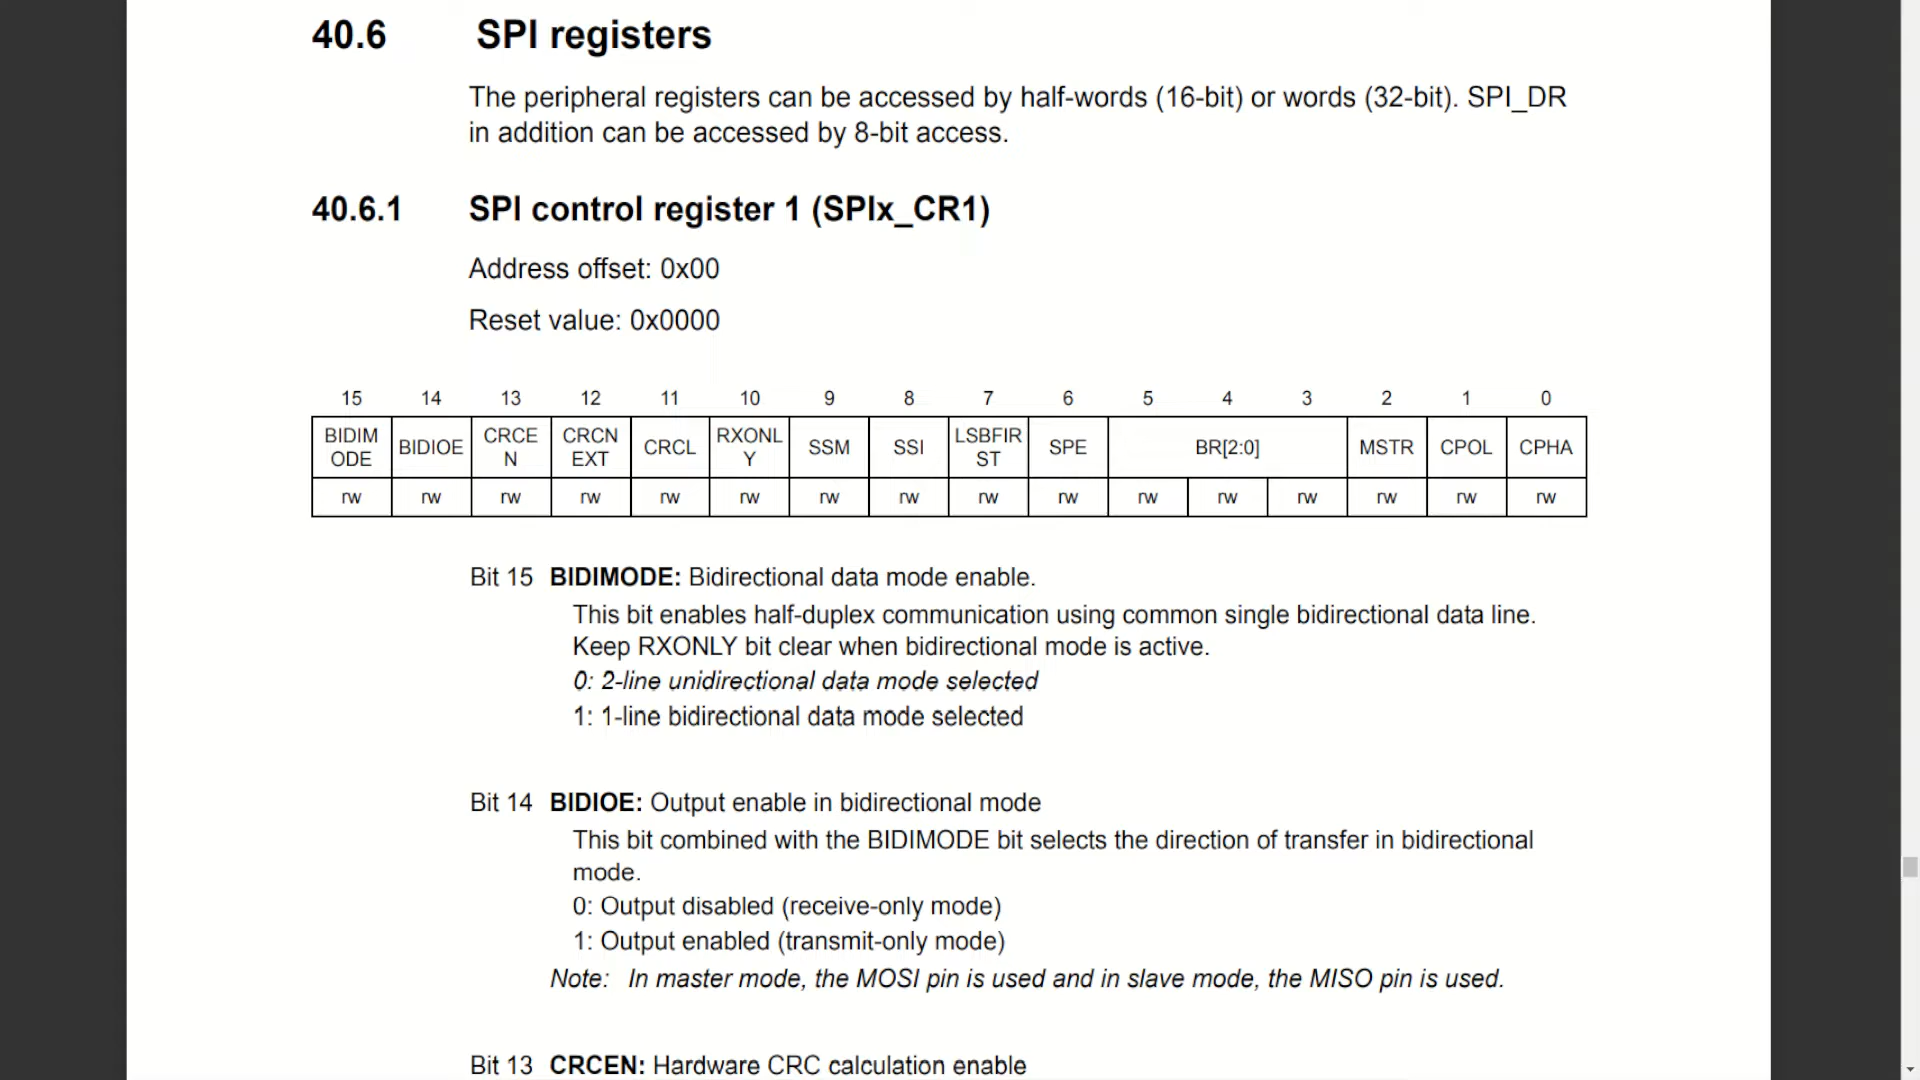 40.6 SPI registers
The peripheral registers can be accessed by half-words (16-bit) or words (32-bit). SPI_DR
in addition can be accessed by 8-bit access.
40.6.1 SPI control register 1 (SPIx_CR1)
Address offset: 0x00
Reset value: 0x0000
15 14 13 12 11 10 9 8 7 6 5 4 3 2 1 0
BIDIM CRCE CRCN RXONL LSBFIR
BIDIOE CRCL SSM SSI SPE BR[2:0] MSTR CPOL CPHA
ODE N EXT Y ST
rw rw rw rw rw rw rw rw rw rw rw rw rw rw rw rw
Bit 15 BIDIMODE: Bidirectional data mode enable.
This bit enables half-duplex communication using common single bidirectional data line.
Keep RXONLY bit clear when bidirectional mode is active.
0: 2-line unidirectional data mode selected
1: 1-line bidirectional data mode selected
Bit 14 BIDIOE: Output enable in bidirectional mode
This bit combined with the BIDIMODE bit selects the direction of transfer in bidirectional
mode.
0: Output disabled (receive-only mode)
1: Output enabled (transmit-only mode)
Note: In master mode, the MOSI pin is used and in slave mode, the MISO pin is used.
Bit 13 CRCEN: Hardware CRC calculation enable